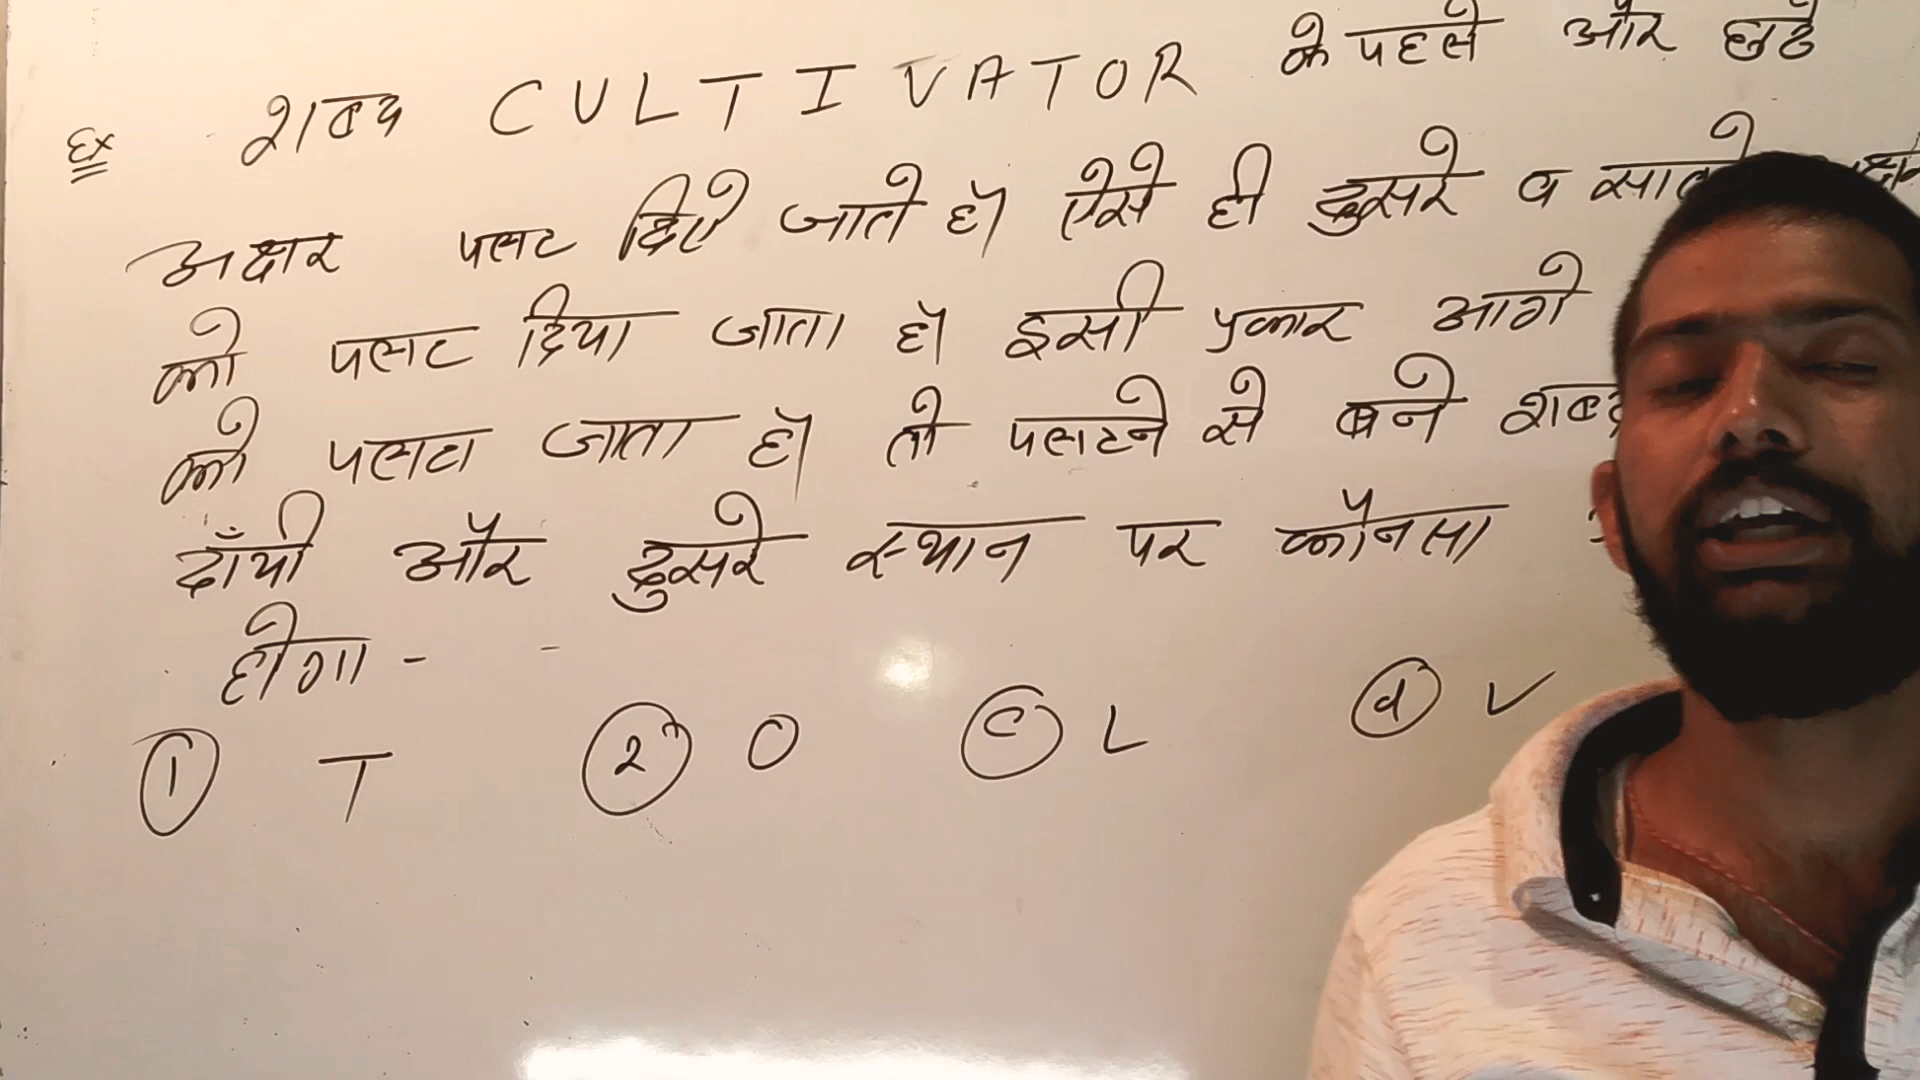 Ex शब्द CULTIVATOR के पहले और छठे
अक्षर पलट दिए जाते है। ऐसे ही दुसरे व
को पलट दिया जाता है। इसी प्रकार आगे
को पलटा जाता है। तो पलटने से बने शब्द
दाँयी और दुसरे स्थान पर कौनसा
होगा -
① T ② O Ⓒ L ⓓ V